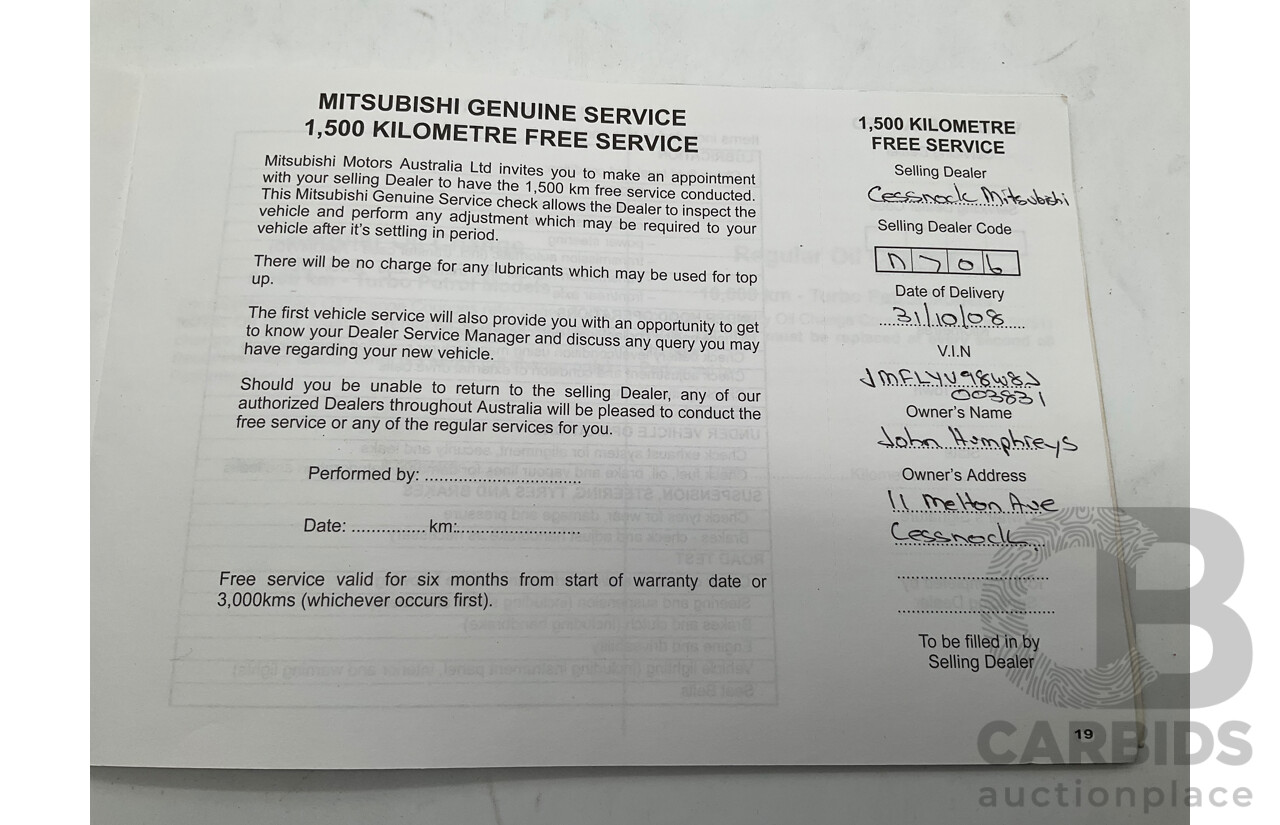 MITSUBISHI GENUINE SERVICE
1,500 KILOMETRE FREE SERVICE
Mitsubishi Motors Australia Ltd invites you to make an appointment
with your selling Dealer to have the 1,500 km free service conducted.
This Mitsubishi Genuine Service check allows the Dealer to inspect the
vehicle and perform any adjustment which may be required to your
vehicle after it's settling in period.
There will be no charge for any lubricants which may be used for top
up.
The first vehicle service will also provide you with an opportunity to get
to know your Dealer Service Manager and discuss any query you may
have regarding your new vehicle.
Should you be unable to return to the selling Dealer, any of our
authorized Dealers throughout Australia will be pleased to conduct the
free service or any of the regular services for you.
Performed by: ................................
Date: ............... km:.........................
Free service valid for six months from start of warranty date or
3,000kms (whichever occurs first).
1,500 KILOMETRE
FREE SERVICE
Selling Dealer
Cessnock Mitsubishi
Selling Dealer Code
Date of Delivery
31/10/08
V.I.N
003831
Owner's Name
John Humphreys
Owner's Address
11 Melton Ave
Cessnock.
To be filled in by
Selling Dealer
19
CB
CARBIDS
auctionplace